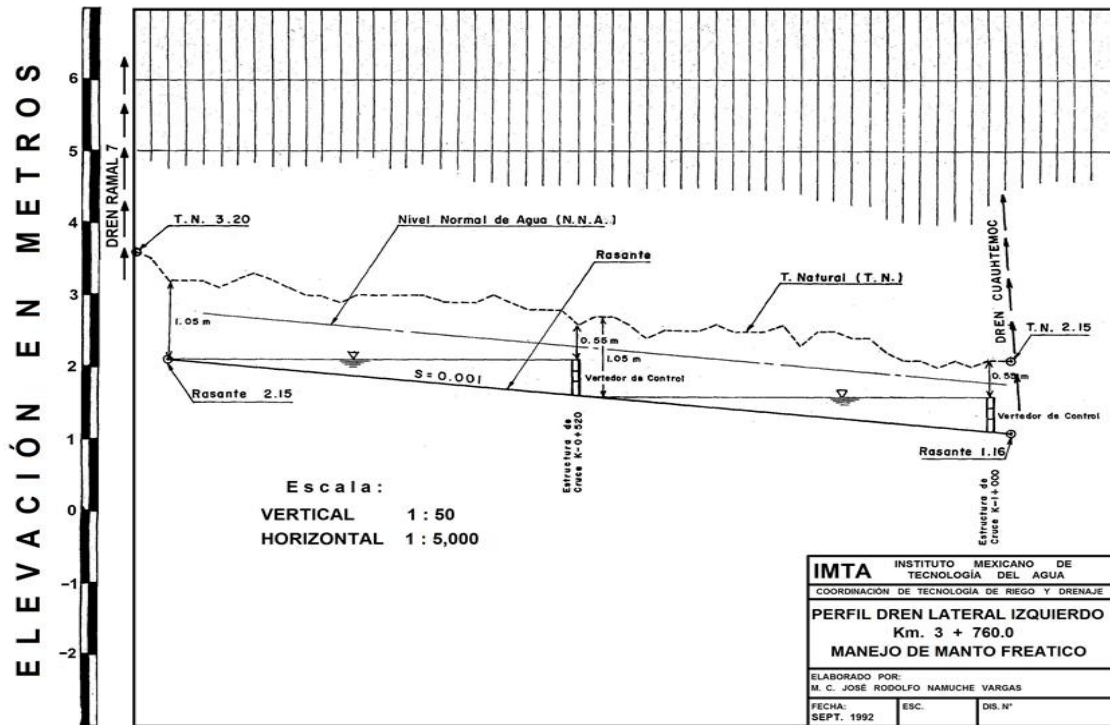 ELEVACIÓN EN METROS
6
5
4
3
2
1
0
-1
-2
DREN RAMAL 7
T.N. 3.20
Nivel Normal de Agua (N.N.A.)
Rasante
T. Natural (T.N.)
DREN CUAUHTEMOC
T.N. 2.15
1.05 m
0.55 m
1.05 m
0.55 m
Vertedor de Control
Vertedor de Control
S = 0.001
Rasante 2.15
Rasante 1.16
Estructura de
Cruce K-0+520
Estructura de
Cruce K-1+000
Escala:
VERTICAL 1 : 50
HORIZONTAL 1 : 5,000
IMTA INSTITUTO MEXICANO DE
TECNOLOGÍA DEL AGUA
COORDINACIÓN DE TECNOLOGÍA DE RIEGO Y DRENAJE
PERFIL DREN LATERAL IZQUIERDO
Km. 3 + 760.0
MANEJO DE MANTO FREATICO
ELABORADO POR:
M. C. JOSÉ RODOLFO NAMUCHE VARGAS
FECHA:
SEPT. 1992
ESC.
DIS. N°